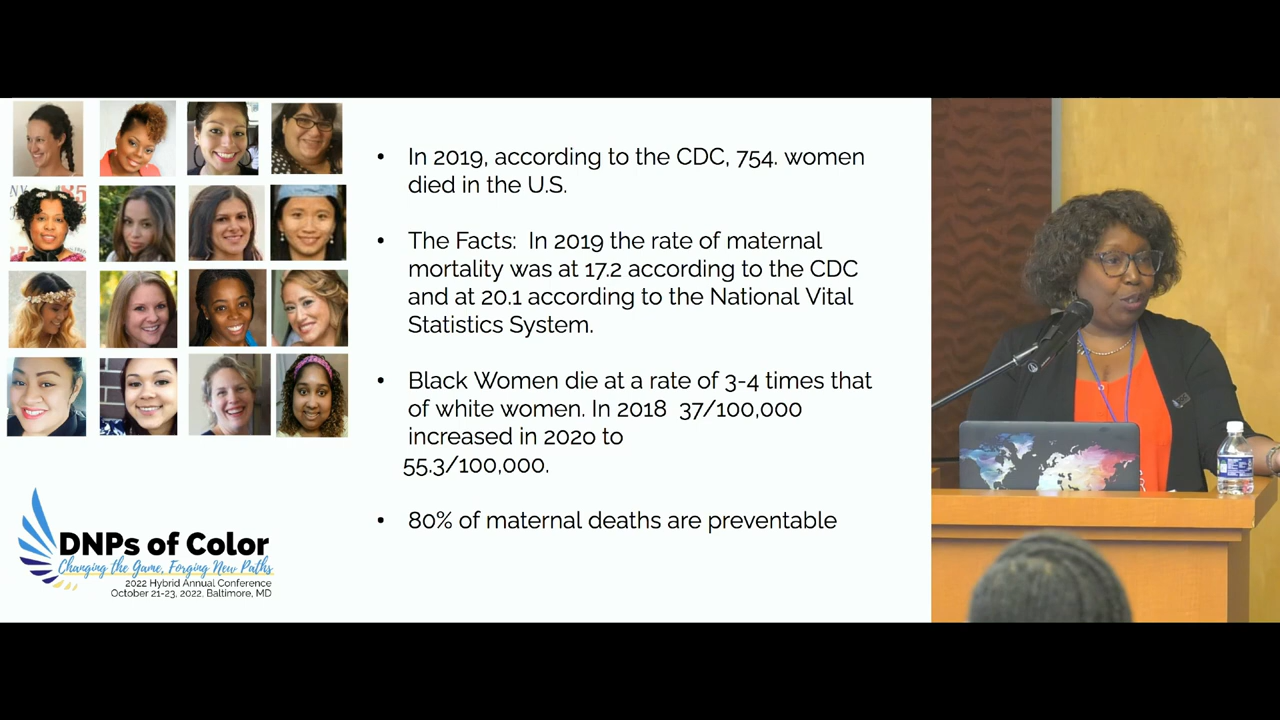 In 2019, according to the CDC, 754. women
died in the U.S.
The Facts:  In 2019 the rate of maternal
mortality was at 17.2 according to the CDC
and at 20.1 according to the National Vital
Statistics System.
Black Women die at a rate of 3-4 times that
of white women. In 2018  37/100,000
increased in 202o to
55.3/100,000.
80% of maternal deaths are preventable
DNPs of Color
Changing the Game, Forging New Paths
2022 Hybrid Annual Conference
October 21-23, 2022, Baltimore, MD